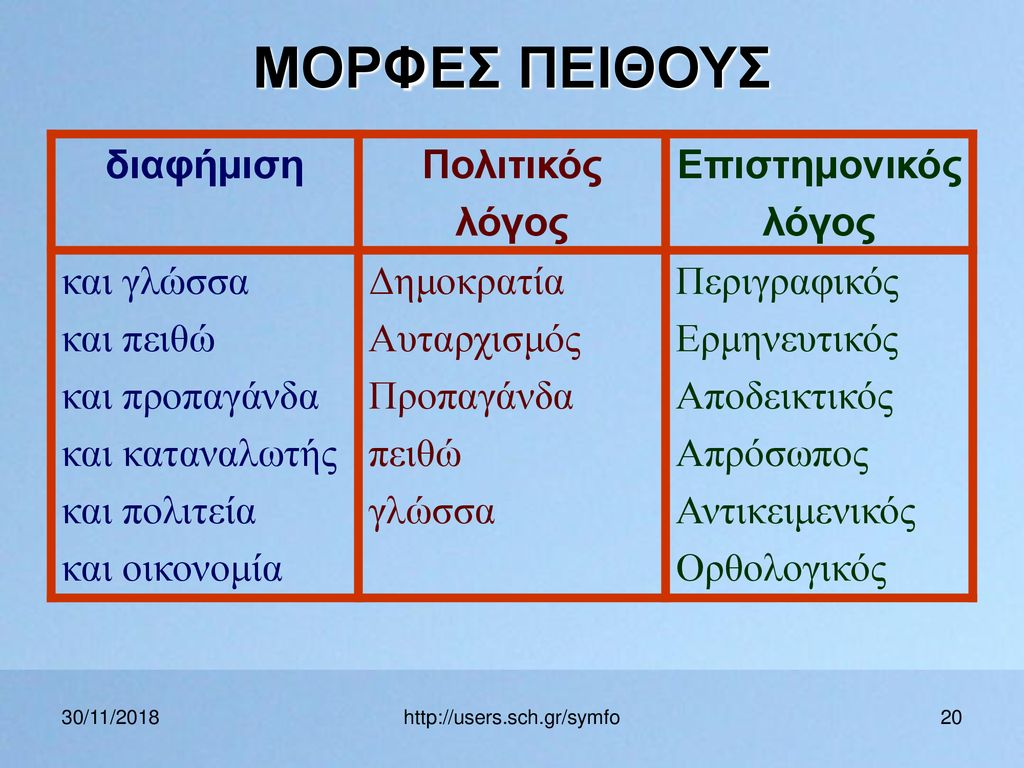 ΜΟΡΦΕΣ ΠΕΙΘΟΥΣ
διαφήμιση
Πολιτικός
λόγος
Επιστημονικός
λόγος
και γλώσσα
και πειθώ
και προπαγάνδα
και καταναλωτής
και πολιτεία
και οικονομία
Δημοκρατία
Αυταρχισμός
Προπαγάνδα
πειθώ
γλώσσα
Περιγραφικός
Ερμηνευτικός
Αποδεικτικός
Απρόσωπος
Αντικειμενικός
Ορθολογικός
30/11/2018
http://users.sch.gr/symfo
20